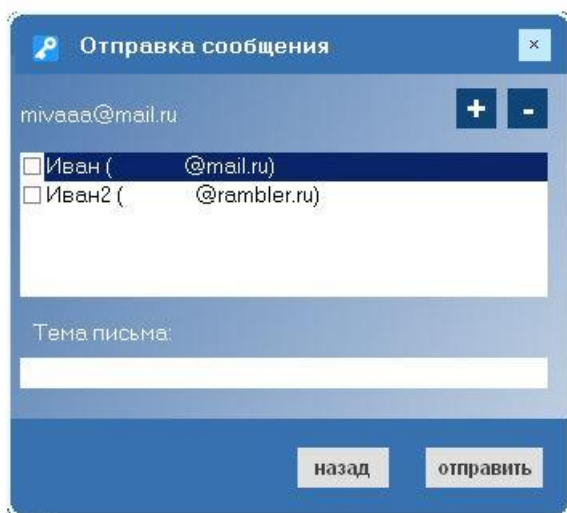 Отправка сообщения ×
mivaaa@mail.ru + -
Иван ( @mail.ru)
Иван2 ( @rambler.ru)
Тема письма:
назад отправить